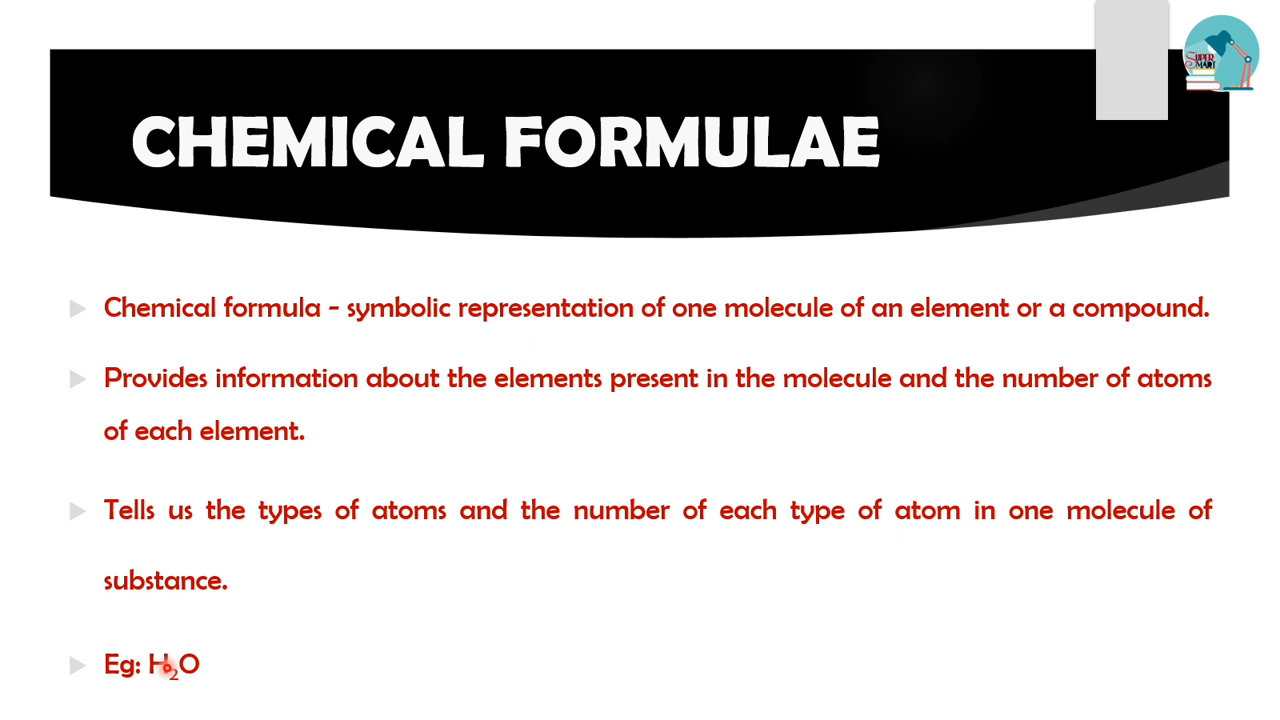 SUPER
SMART
CHEMICAL FORMULAE
Chemical formula - symbolic representation of one molecule of an element or a compound.
Provides information about the elements present in the molecule and the number of atoms
of each element.
Tells us the types of atoms and the number of each type of atom in one molecule of
substance.
Eg: H₂O